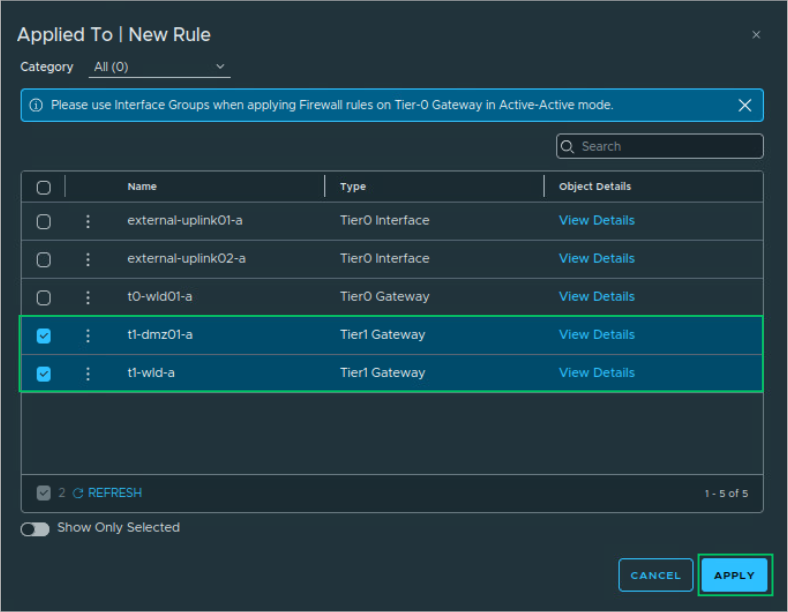 Applied To | New Rule
Category All (0)
Please use Interface Groups when applying Firewall rules on Tier-0 Gateway in Active-Active mode.
Search
Name Type Object Details
external-uplink01-a Tier0 Interface View Details
external-uplink02-a Tier0 Interface View Details
t0-wld01-a Tier0 Gateway View Details
t1-dmz01-a Tier1 Gateway View Details
t1-wld-a Tier1 Gateway View Details
2 REFRESH 1 - 5 of 5
Show Only Selected
CANCEL APPLY